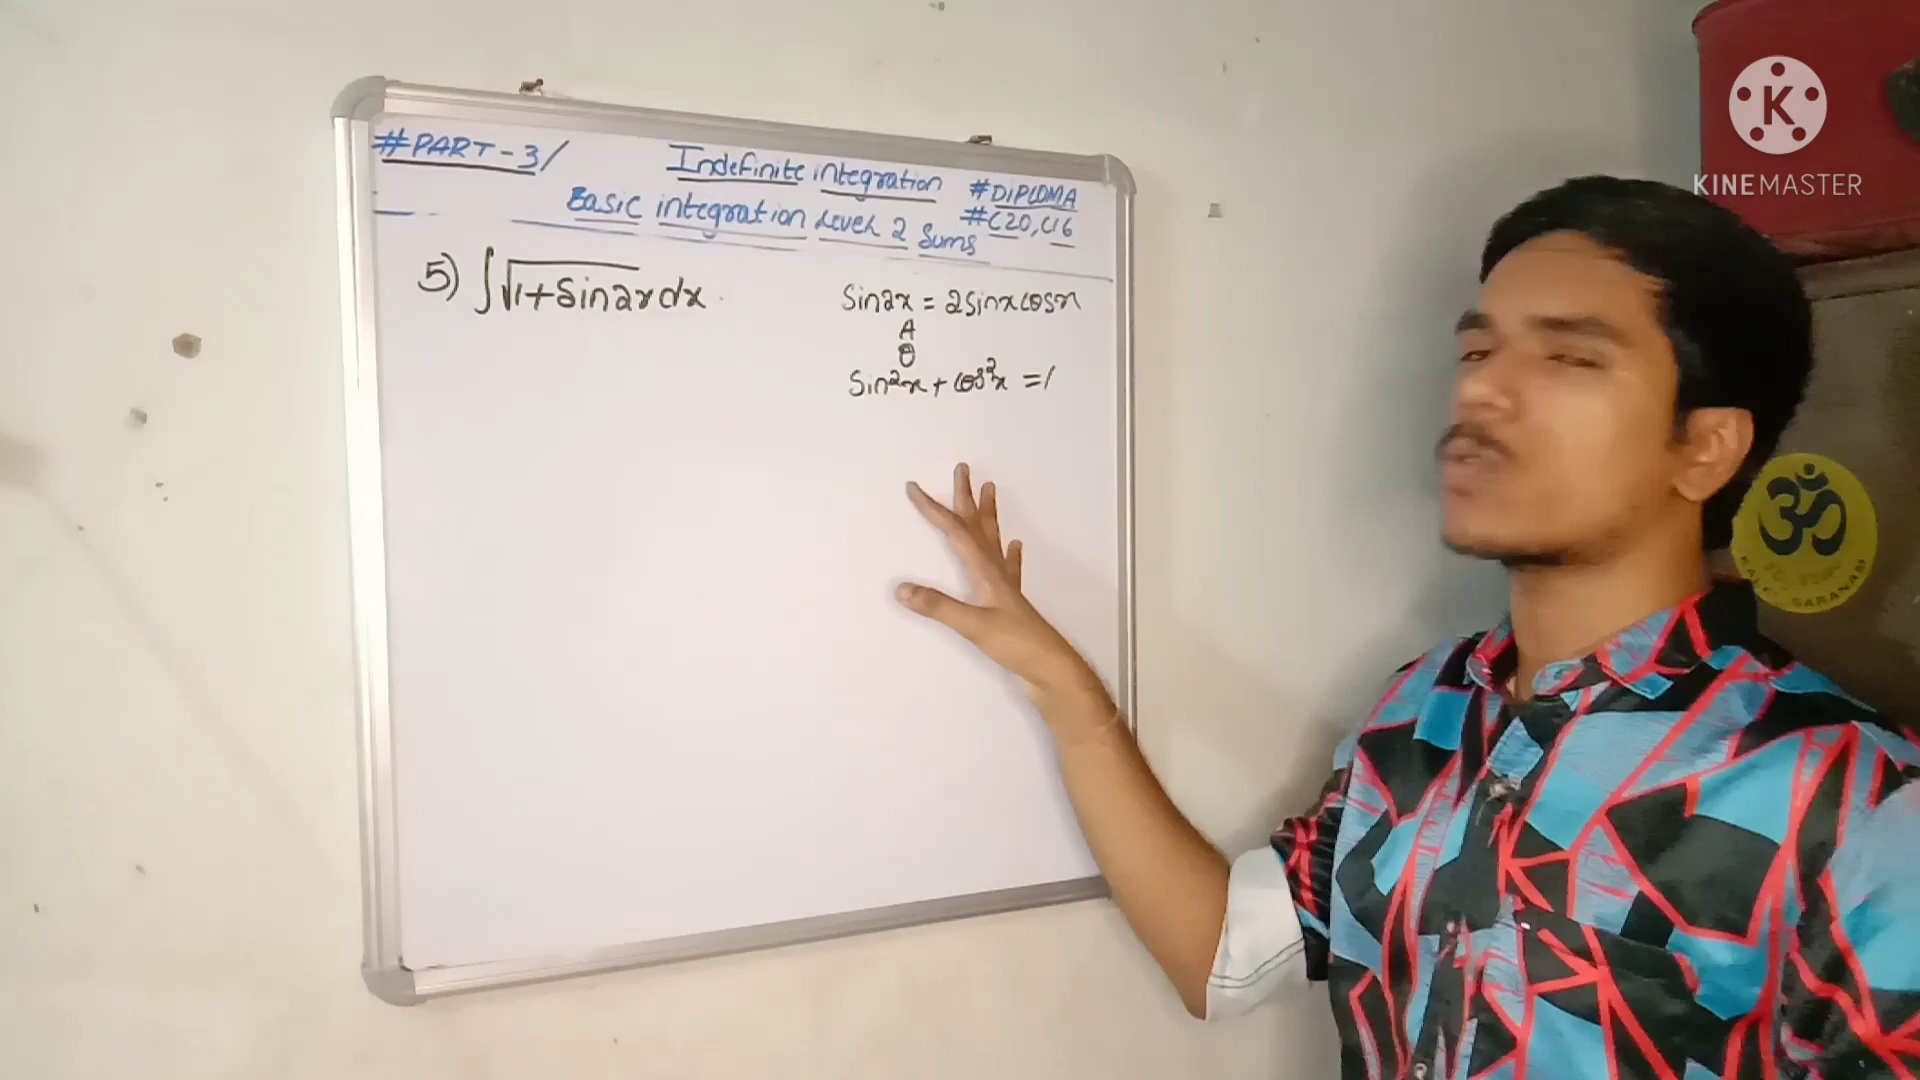 #PART-3/
Indefinite integration
#DIPLOMA
Basic integration Level 2 Sums
#C20, C16
5) ∫√1+Sin2x dx
Sin2x = 2Sinx cosx
A
θ
Sin²x + cos²x = 1
K
KINEMASTER
ॐ